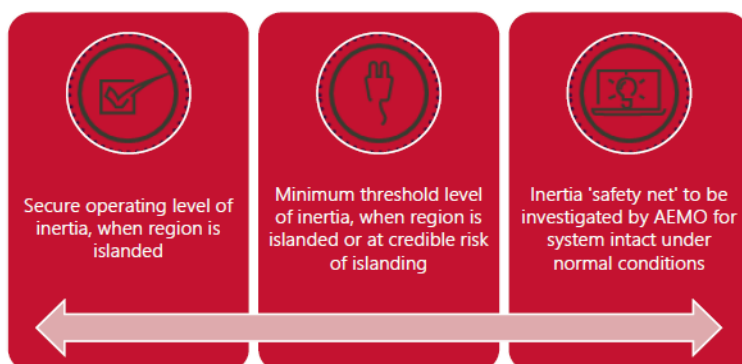 Secure operating level of
inertia, when region is
islanded
Minimum threshold level
of inertia, when region is
islanded or at credible risk
of islanding
Inertia 'safety net' to be
investigated by AEMO for
system intact under
normal conditions